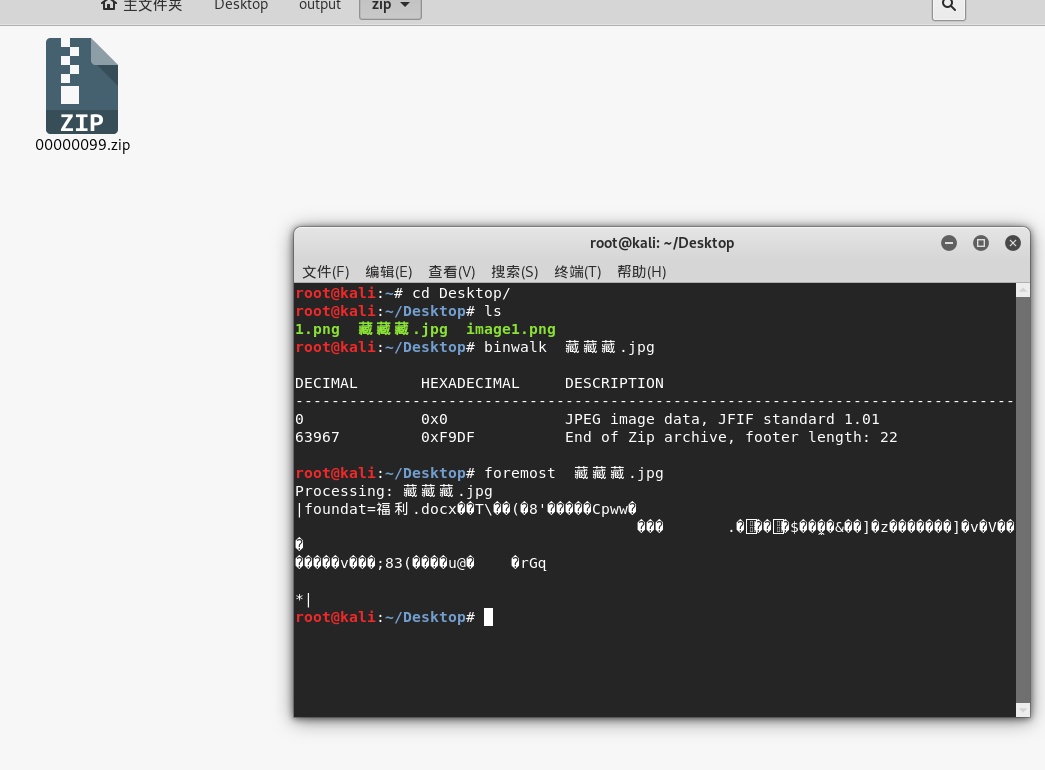 主文件夹 Desktop output zip
ZIP
00000099.zip
root@kali: ~/Desktop
文件(F) 编辑(E) 查看(V) 搜索(S) 终端(T) 帮助(H)
root@kali:~# cd Desktop/
root@kali:~/Desktop# ls
1.png 藏藏藏.jpg image1.png
root@kali:~/Desktop# binwalk 藏藏藏.jpg
DECIMAL HEXADECIMAL DESCRIPTION
--------------------------------------------------------------------------------
0 0x0 JPEG image data, JFIF standard 1.01
63967 0xF9DF End of Zip archive, footer length: 22
root@kali:~/Desktop# foremost 藏藏藏.jpg
Processing: 藏藏藏.jpg
|foundat=福利.docx��T\��(�8'�����Cpww�
��� .���$���&��]�z�������]�v�V��
�
�����v���;83(����u@� �rGq
*|
root@kali:~/Desktop#